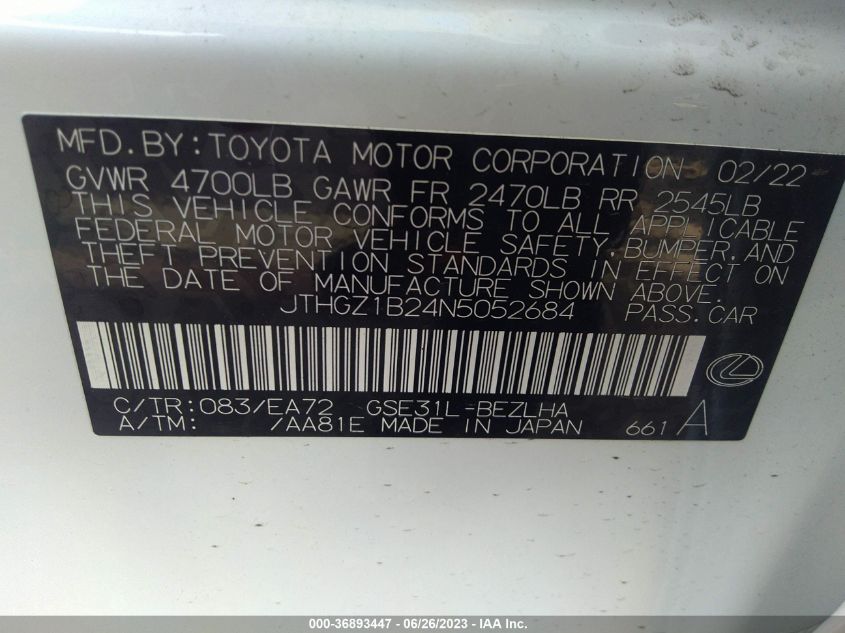 MFD.BY:TOYOTA MOTOR CORPORATION 02/22
GVWR 4700LB GAWR FR 2470LB RR 2545LB
THIS VEHICLE CONFORMS TO ALL APPLICABLE
FEDERAL MOTOR VEHICLE SAFETY,BUMPER,AND
THEFT PREVENTION STANDARDS IN EFFECT ON
THE DATE OF MANUFACTURE SHOWN ABOVE.
JTHGZ1B24N5052684 PASS.CAR
C/TR:083/EA72 GSE31L-BEZLHA
A/TM: /AA81E MADE IN JAPAN 661 A
000-36893447 - 06/26/2023 - IAA Inc.